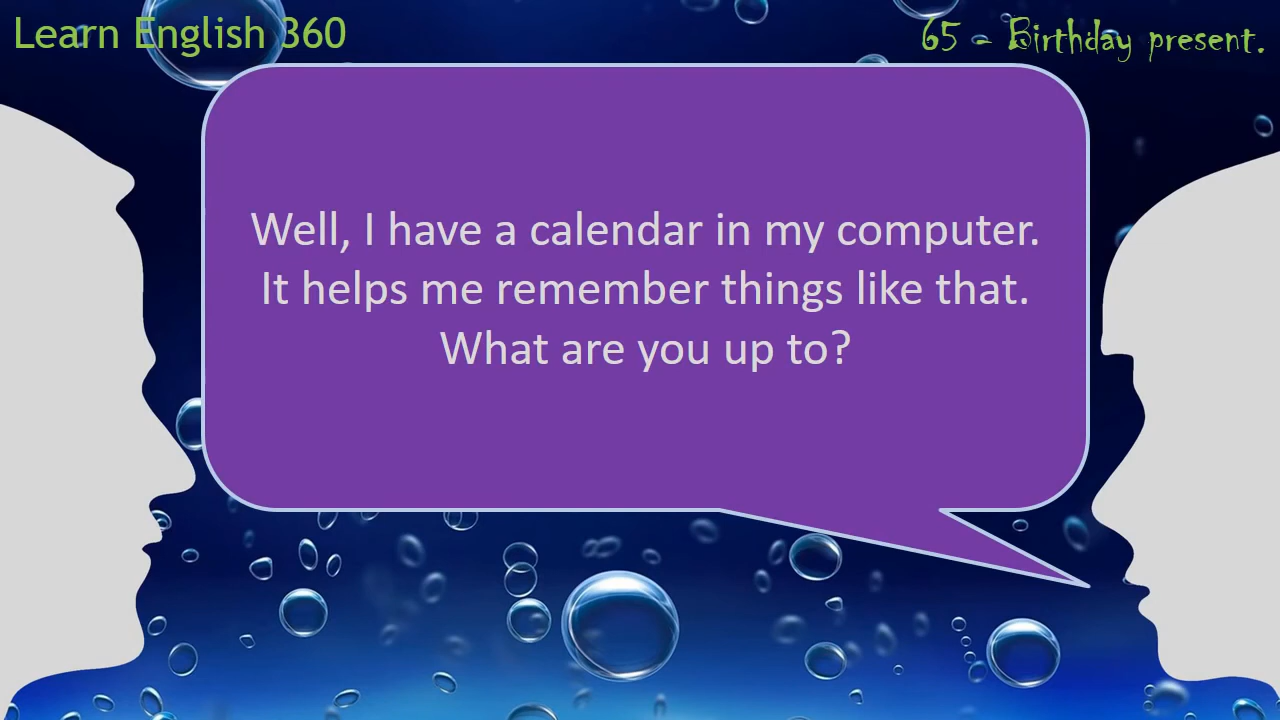 Learn English 360
65 - Birthday present.
Well, I have a calendar in my computer.
It helps me remember things like that.
What are you up to?